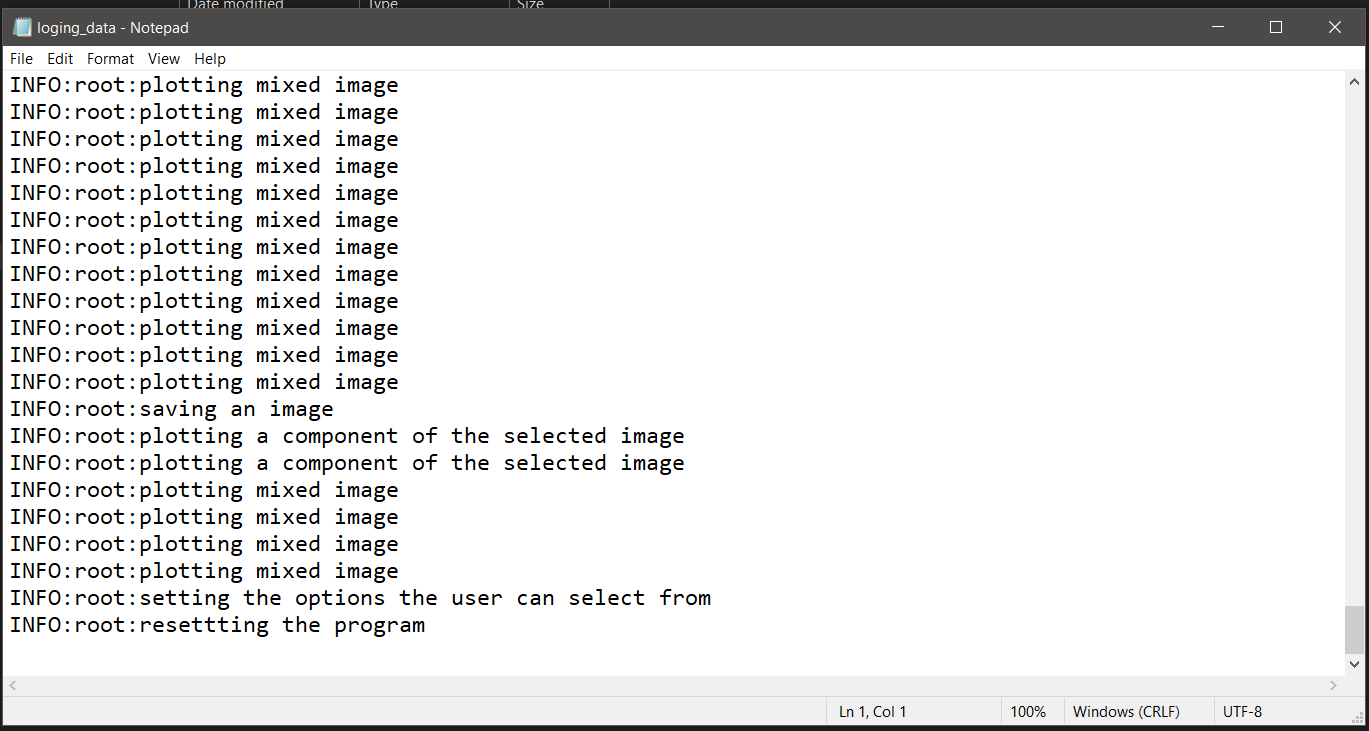 Date modified Type Size
loging_data - Notepad
File Edit Format View Help
INFO:root:plotting mixed image
INFO:root:plotting mixed image
INFO:root:plotting mixed image
INFO:root:plotting mixed image
INFO:root:plotting mixed image
INFO:root:plotting mixed image
INFO:root:plotting mixed image
INFO:root:plotting mixed image
INFO:root:plotting mixed image
INFO:root:plotting mixed image
INFO:root:plotting mixed image
INFO:root:plotting mixed image
INFO:root:saving an image
INFO:root:plotting a component of the selected image
INFO:root:plotting a component of the selected image
INFO:root:plotting mixed image
INFO:root:plotting mixed image
INFO:root:plotting mixed image
INFO:root:plotting mixed image
INFO:root:setting the options the user can select from
INFO:root:resettting the program
Ln 1, Col 1 100% Windows (CRLF) UTF-8